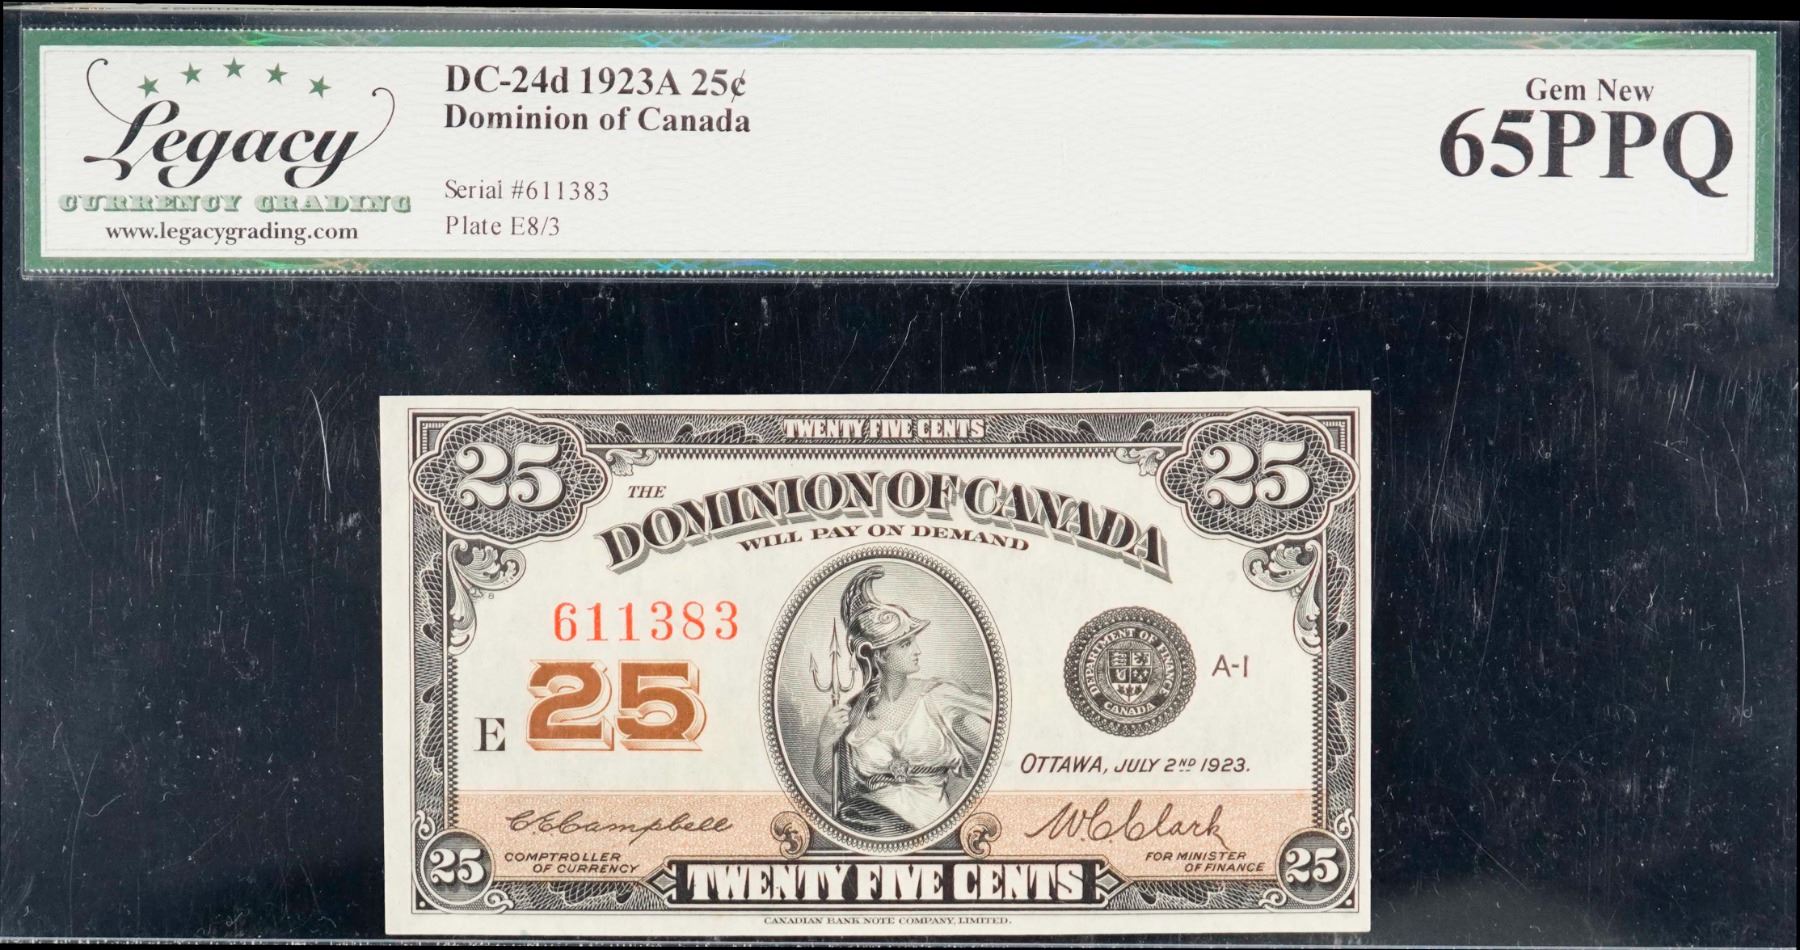 Legacy
CURRENCY GRADING
www.legacygrading.com
DC-24d 1923A 25¢
Dominion of Canada
Serial #611383
Plate E8/3
Gem New
65PPQ
TWENTY FIVE CENTS
25 25
THE
DOMINION OF CANADA
WILL PAY ON DEMAND
611383
25
E
DEPARTMENT OF FINANCE
CANADA
A-1
OTTAWA, JULY 2ND 1923.
C E Campbell
W C Clark
25 25
COMPTROLLER
OF CURRENCY
FOR MINISTER
OF FINANCE
TWENTY FIVE CENTS
CANADIAN BANK NOTE COMPANY, LIMITED.